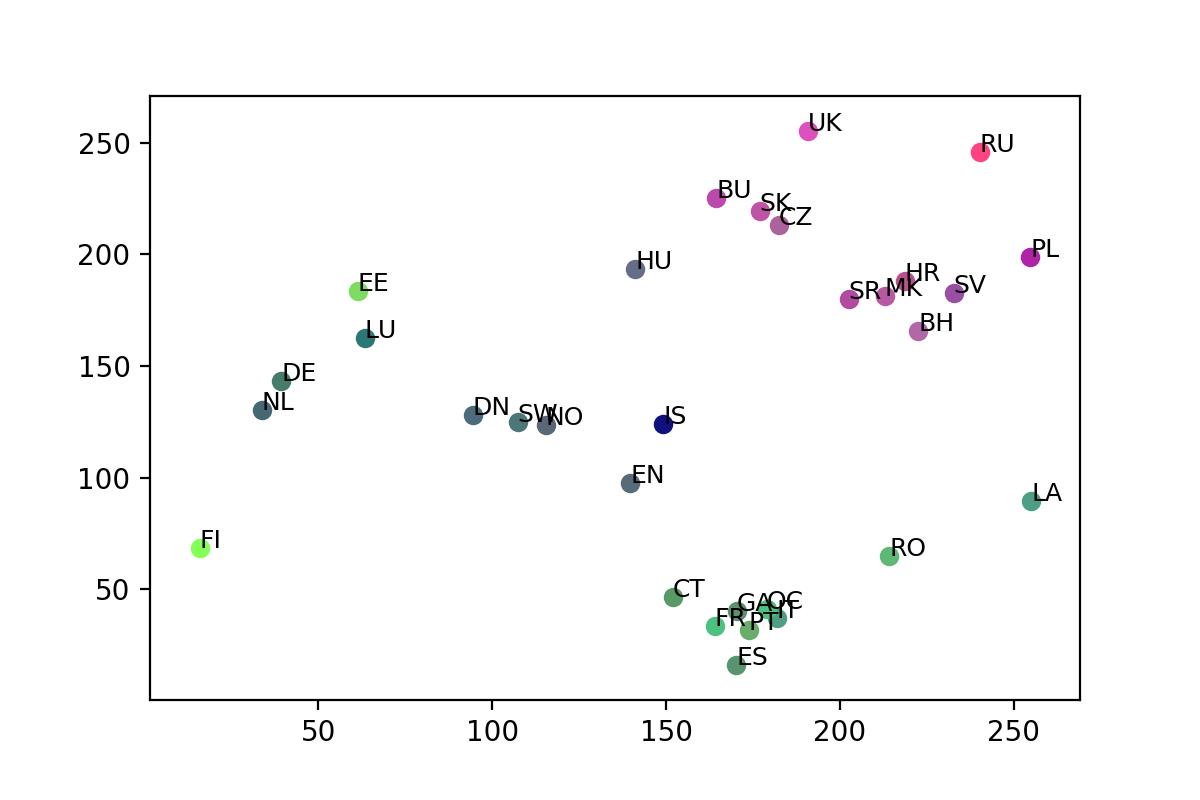 UK
RU
250
BU
SK
CZ
PL
200
HU
HR
EE
SR
MK
SV
BH
LU
150
DE
NL
DN
SW
NO
IS
100
EN
LA
FI
RO
50
CT
GA
OC
IT
FR
PT
ES
50
100
150
200
250